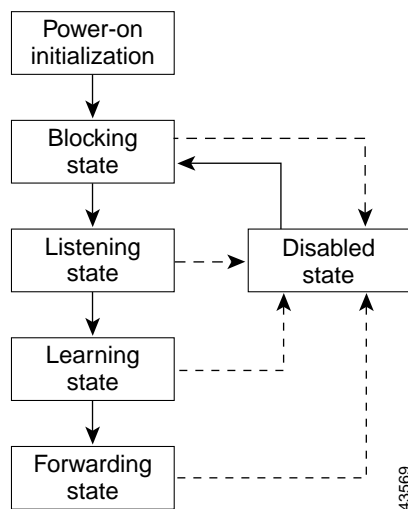 Power-on
initialization
Blocking
state
Listening
state
Disabled
state
Learning
state
Forwarding
state
43569